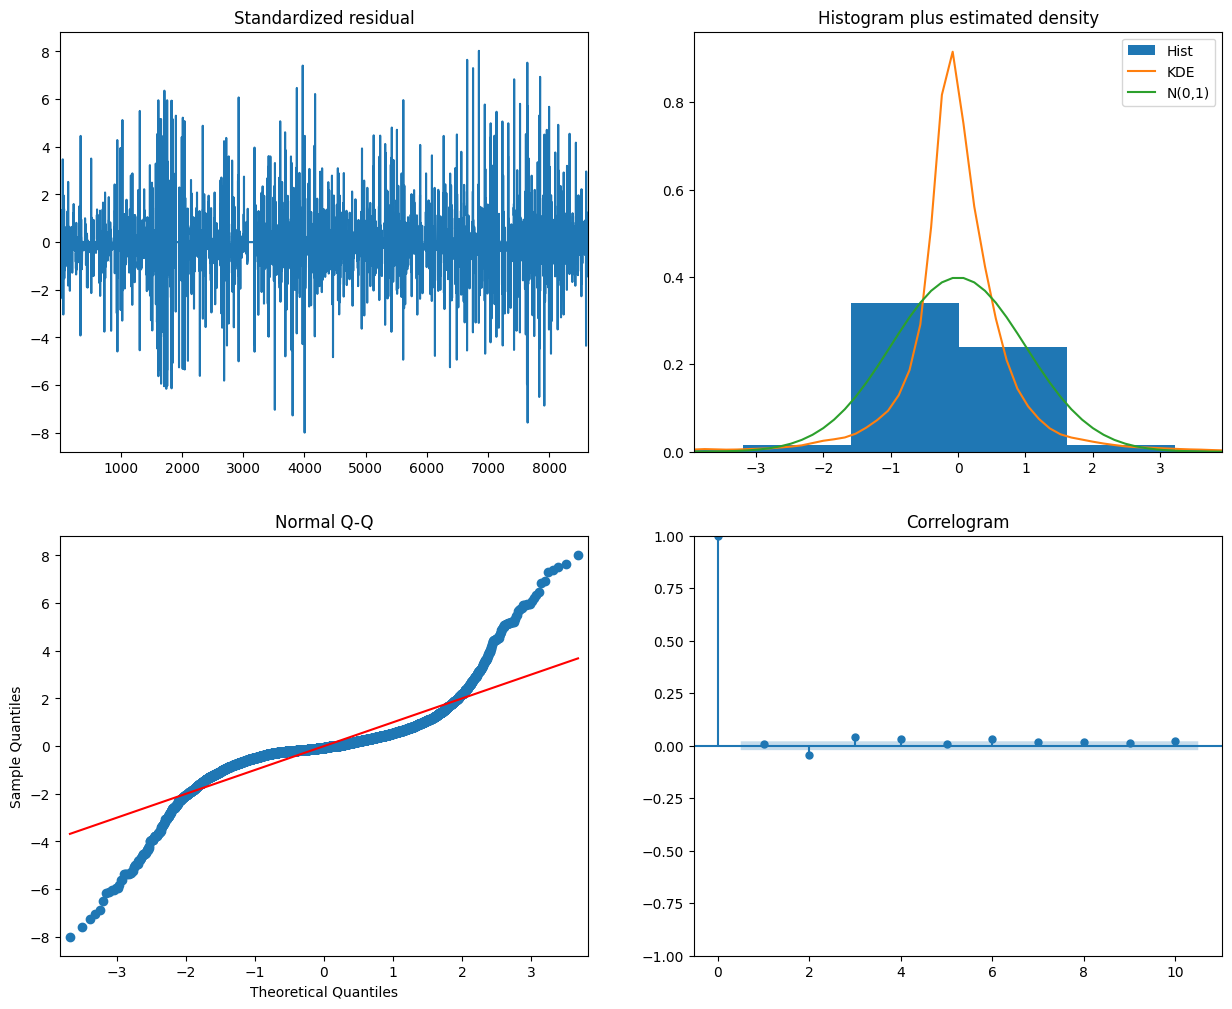 Standardized residual
8
6
4
2
0
−2
−4
−6
−8
1000 2000 3000 4000 5000 6000 7000 8000
Histogram plus estimated density
Hist
KDE
N(0,1)
0.8
0.6
0.4
0.2
0.0
−3 −2 −1 0 1 2 3
Normal Q-Q
Sample Quantiles
8
6
4
2
0
−2
−4
−6
−8
−3 −2 −1 0 1 2 3
Theoretical Quantiles
Correlogram
1.00
0.75
0.50
0.25
0.00
−0.25
−0.50
−0.75
−1.00
0 2 4 6 8 10